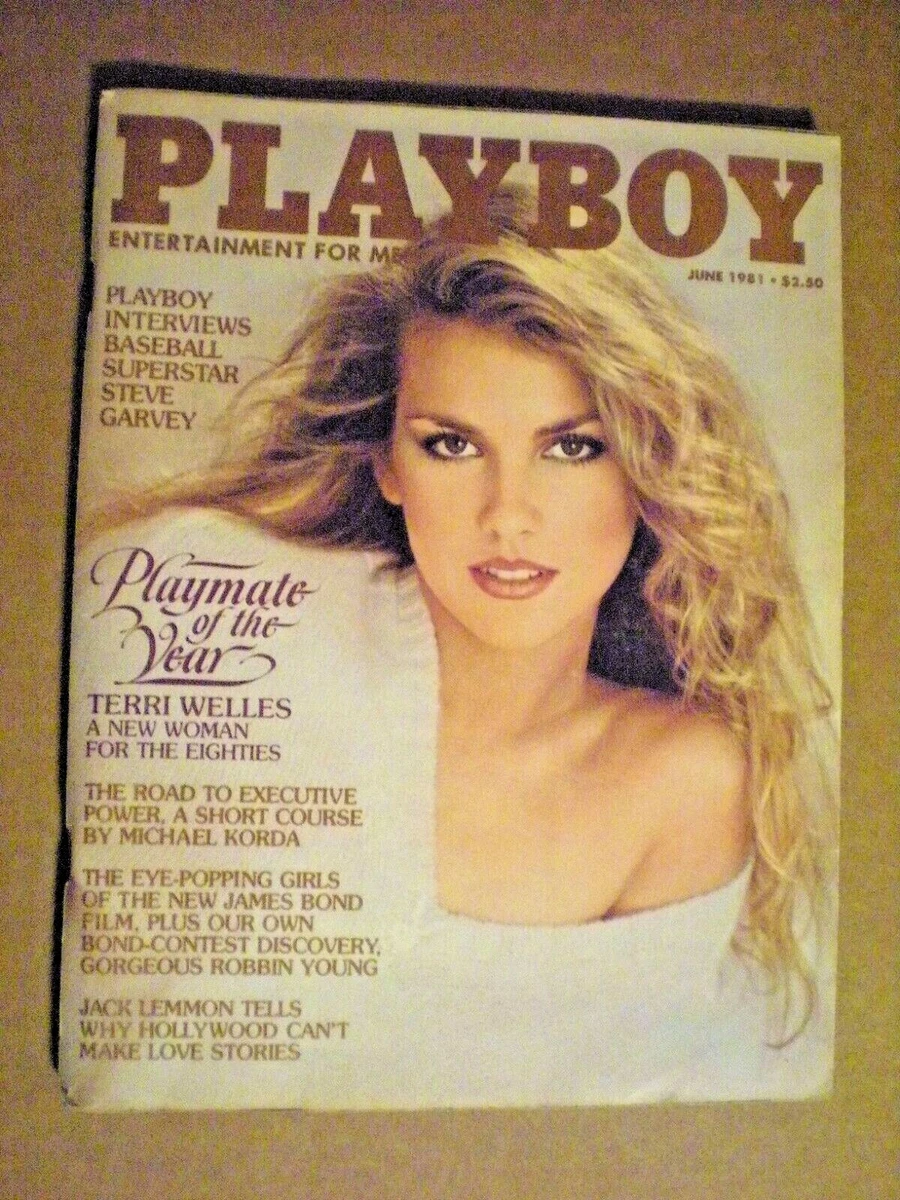 PLAYBOY
ENTERTAINMENT FOR ME
JUNE 1981 • $2.50
PLAYBOY
INTERVIEWS
BASEBALL
SUPERSTAR
STEVE
GARVEY
Playmate
of the
Year
TERRI WELLES
A NEW WOMAN
FOR THE EIGHTIES
THE ROAD TO EXECUTIVE
POWER, A SHORT COURSE
BY MICHAEL KORDA
THE EYE-POPPING GIRLS
OF THE NEW JAMES BOND
FILM, PLUS OUR OWN
BOND-CONTEST DISCOVERY,
GORGEOUS ROBBIN YOUNG
JACK LEMMON TELLS
WHY HOLLYWOOD CAN'T
MAKE LOVE STORIES